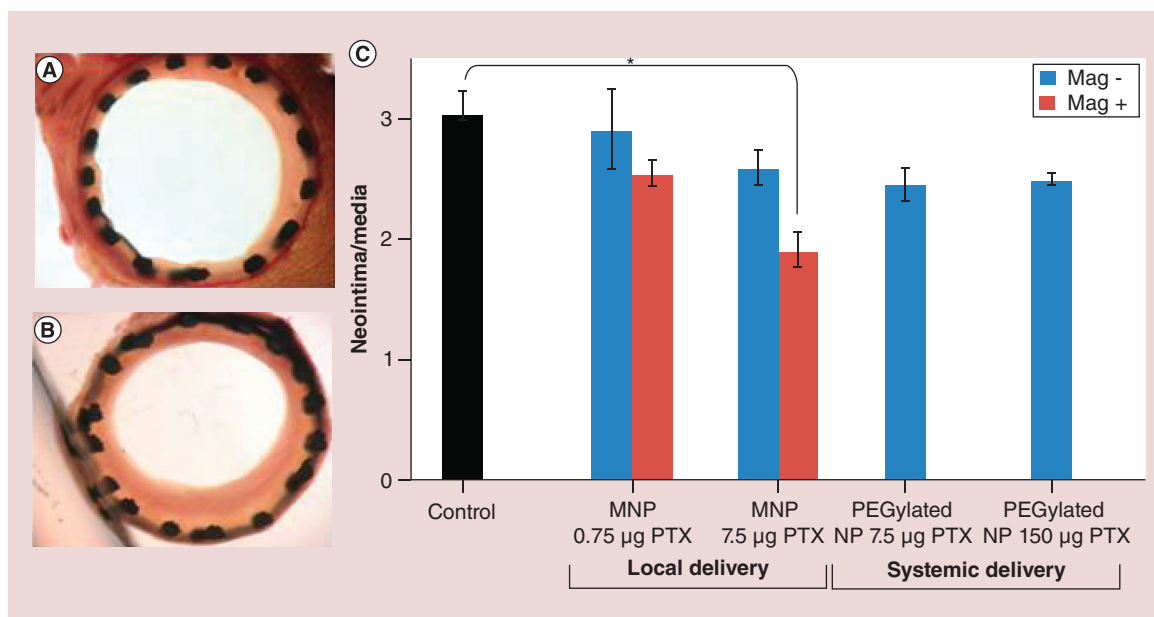 A
B
C
*
Mag -
Mag +
Neointima/media
3
2
1
0
Control
MNP
0.75 µg PTX
MNP
7.5 µg PTX
PEGylated
NP 7.5 µg PTX
PEGylated
NP 150 µg PTX
Local delivery
Systemic delivery